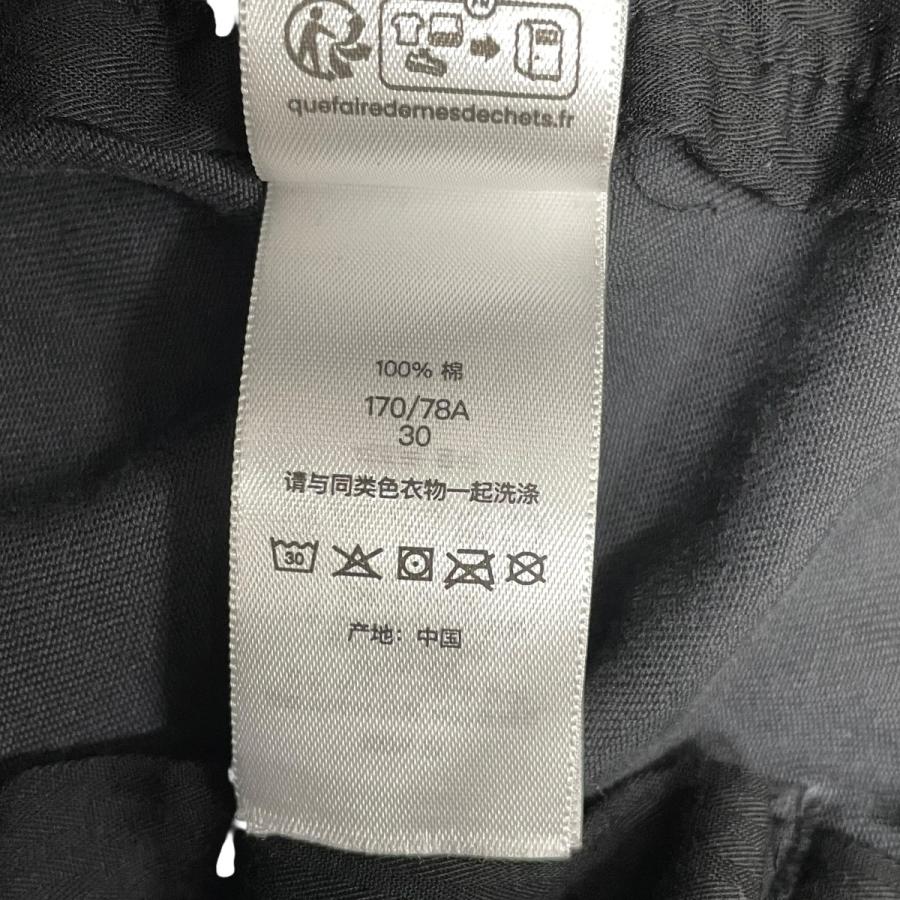 quefairedemesdechets.fr
100% 棉
170/78A
30
请与同类色衣物一起洗涤
30
产地：中国